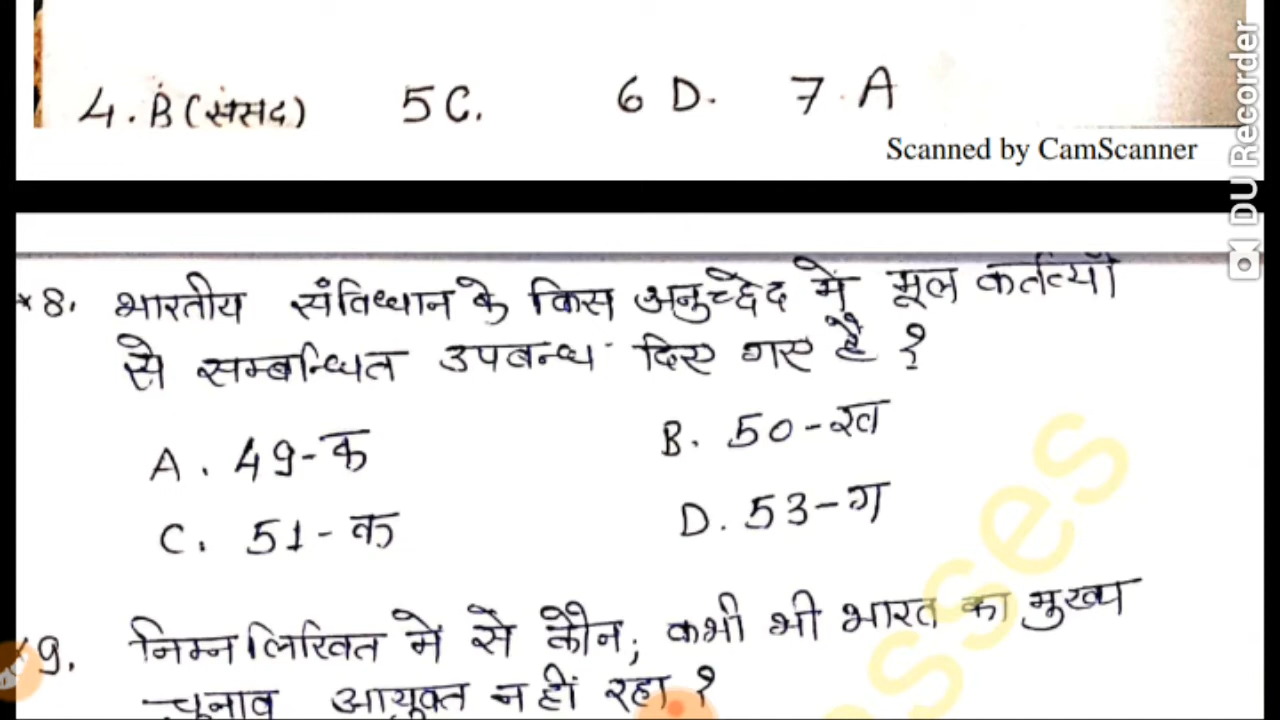 4. B (संसद) 5 C. 6 D. 7. A
Scanned by CamScanner
DU Recorder
*8. भारतीय संविधान के किस अनुच्छेद में मूल कर्तव्यों
से सम्बन्धित उपबन्ध दिए गए हैं ?
A. 49-क B. 50-ख
C. 51-क D. 53-ग
*9. निम्नलिखित में से कौन, कभी भी भारत का मुख्य
चुनाव आयुक्त नहीं रहा ?
sses